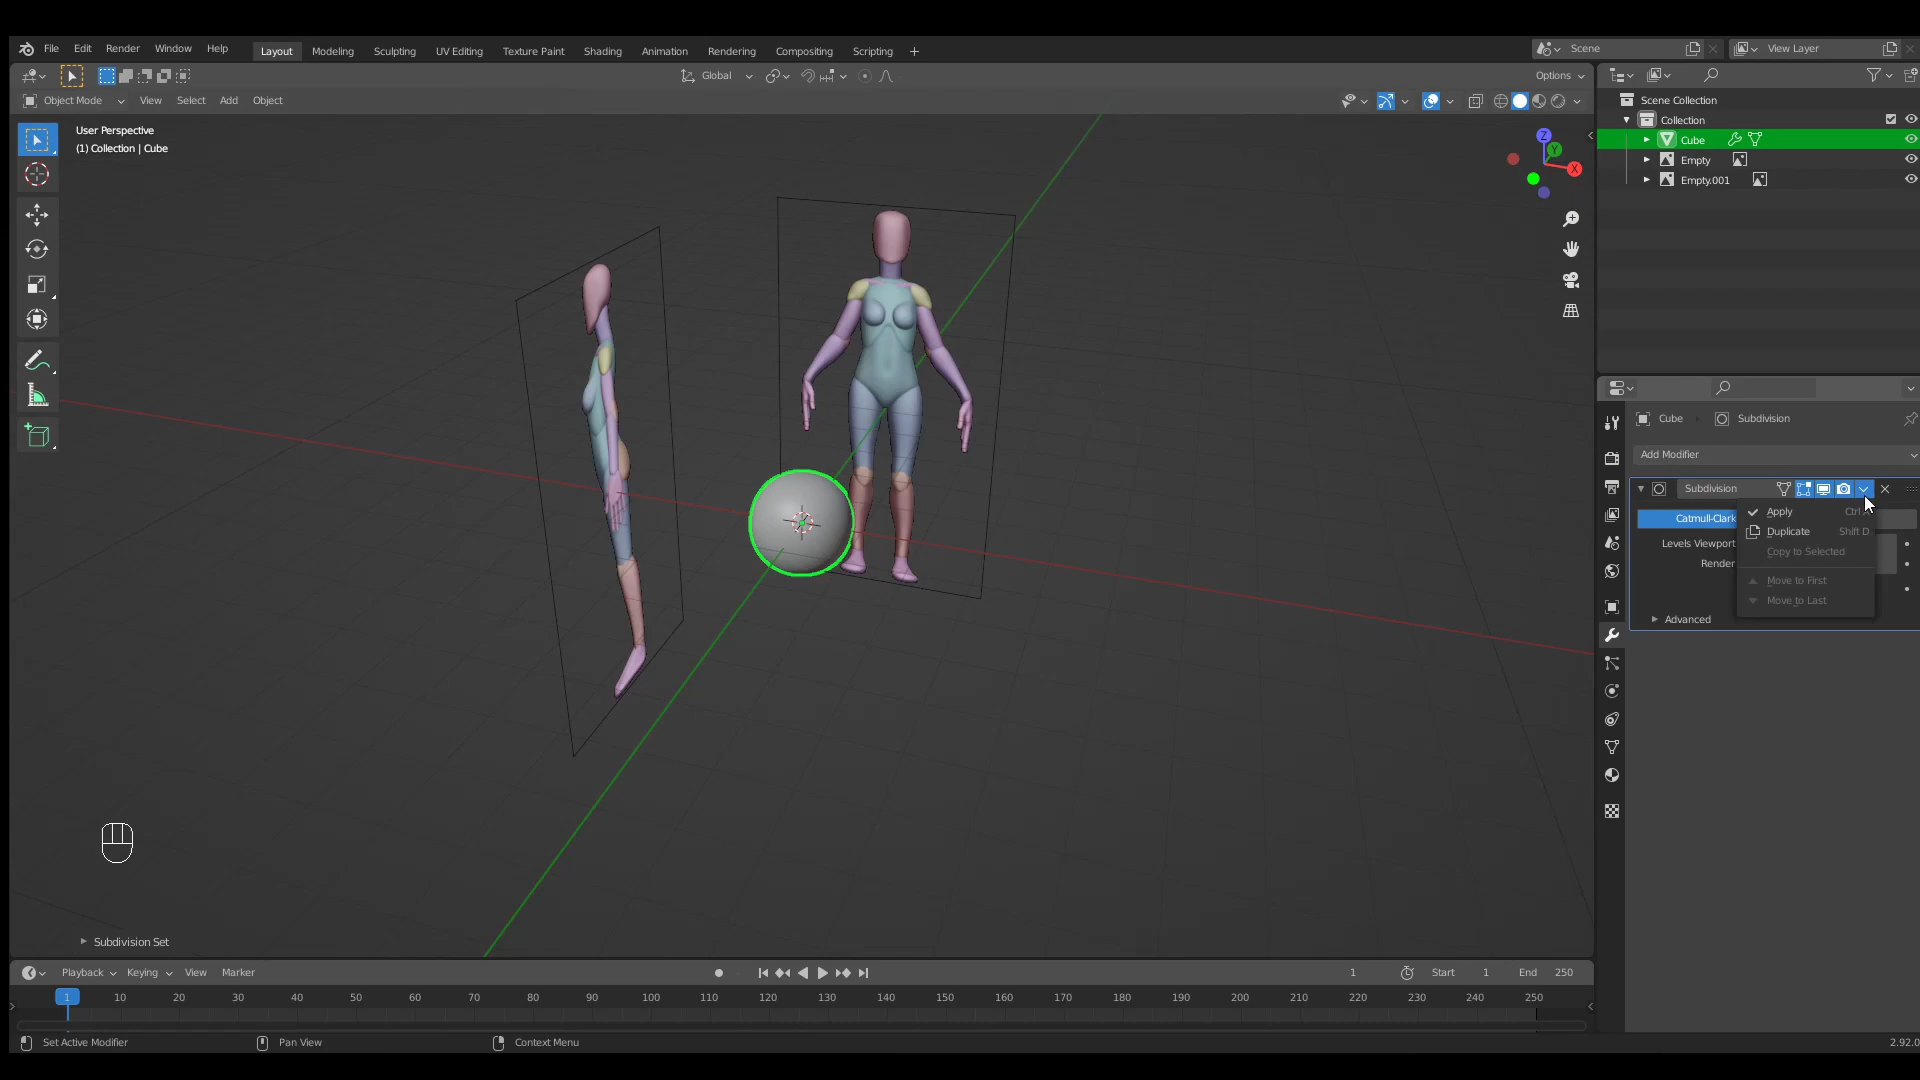 File Edit Render Window Help Layout Modeling Sculpting UV Editing Texture Paint Shading Animation Rendering Compositing Scripting + Scene View Layer
Global Options
Object Mode View Select Add Object
User Perspective
(1) Collection | Cube
Z
Y
X
Scene Collection
Collection
Cube
Empty
Empty.001
Cube Subdivision
Add Modifier
Subdivision
Catmull-Clark
Levels Viewport
Render
Advanced
Apply Ctrl
Duplicate Shift D
Copy to Selected
Move to First
Move to Last
Subdivision Set
Playback Keying View Marker 1 Start 1 End 250
1 10 20 30 40 50 60 70 80 90 100 110 120 130 140 150 160 170 180 190 200 210 220 230 240 250
Set Active Modifier Pan View Context Menu 2.92.0